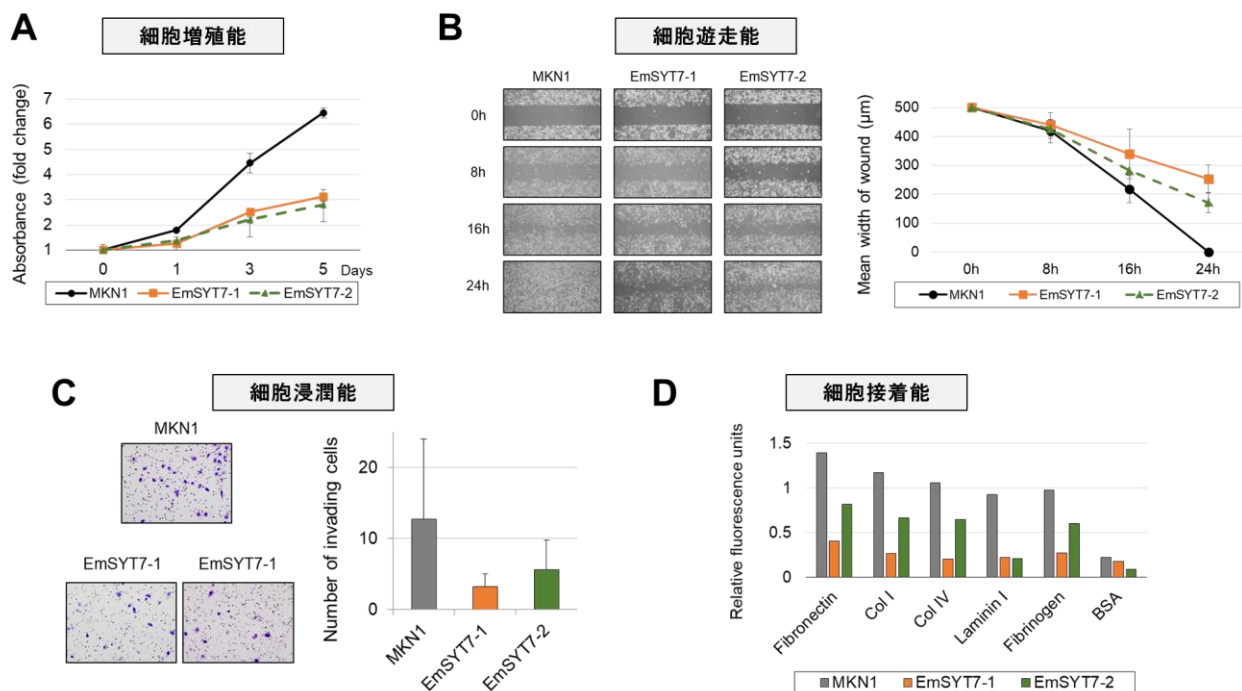 A
細胞増殖能
Absorbance (fold change)
7
6
5
4
3
2
1
0
1
3
5
Days
MKN1
EmSYT7-1
EmSYT7-2
B
細胞遊走能
MKN1
EmSYT7-1
EmSYT7-2
0h
8h
16h
24h
Mean width of wound (μm)
500
400
300
200
100
0
0h
8h
16h
24h
MKN1
EmSYT7-1
EmSYT7-2
C
細胞浸潤能
MKN1
EmSYT7-1
EmSYT7-1
Number of invading cells
20
10
0
MKN1
EmSYT7-1
EmSYT7-2
D
細胞接着能
Relative fluorescence units
1.5
1
0.5
0
Fibronectin
Col I
Col IV
Laminin I
Fibrinogen
BSA
MKN1
EmSYT7-1
EmSYT7-2